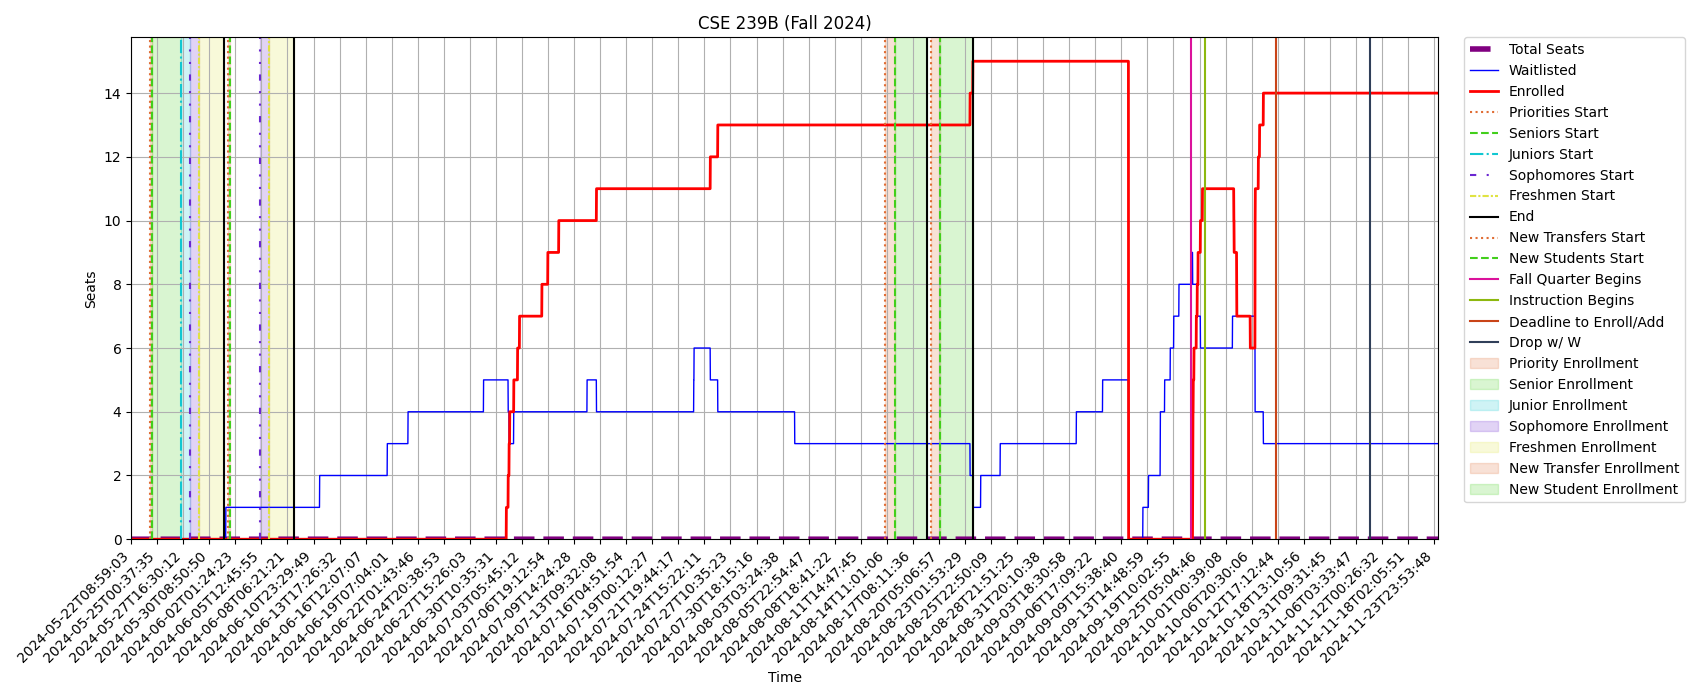 CSE 239B (Fall 2024)
Seats
14
12
10
8
6
4
2
0
2024-05-22T08:59:03
2024-05-25T00:37:35
2024-05-27T16:30:12
2024-05-30T08:50:50
2024-06-02T01:24:23
2024-06-05T12:45:55
2024-06-08T06:21:21
2024-06-10T23:29:49
2024-06-13T17:26:32
2024-06-16T12:07:07
2024-06-19T07:04:01
2024-06-22T01:43:46
2024-06-24T20:38:53
2024-06-27T15:26:03
2024-06-30T10:35:31
2024-07-03T05:45:12
2024-07-06T19:12:54
2024-07-09T14:24:28
2024-07-13T09:32:08
2024-07-16T04:51:54
2024-07-19T00:12:27
2024-07-21T19:44:17
2024-07-24T15:22:11
2024-07-27T10:35:23
2024-07-30T18:15:16
2024-08-03T03:24:38
2024-08-05T22:54:47
2024-08-08T18:41:22
2024-08-11T14:47:45
2024-08-14T11:01:06
2024-08-17T08:11:36
2024-08-20T05:06:57
2024-08-23T01:53:29
2024-08-25T22:50:09
2024-08-28T21:51:25
2024-08-31T20:10:38
2024-09-03T18:30:58
2024-09-06T17:09:22
2024-09-09T15:38:40
2024-09-13T14:48:59
2024-09-19T10:02:55
2024-09-25T05:04:46
2024-10-01T00:39:08
2024-10-06T20:30:06
2024-10-12T17:12:44
2024-10-18T13:10:56
2024-10-31T09:31:45
2024-11-06T03:33:47
2024-11-12T00:26:32
2024-11-18T02:05:51
2024-11-23T23:53:48
Time
Total Seats
Waitlisted
Enrolled
Priorities Start
Seniors Start
Juniors Start
Sophomores Start
Freshmen Start
End
New Transfers Start
New Students Start
Fall Quarter Begins
Instruction Begins
Deadline to Enroll/Add
Drop w/ W
Priority Enrollment
Senior Enrollment
Junior Enrollment
Sophomore Enrollment
Freshmen Enrollment
New Transfer Enrollment
New Student Enrollment